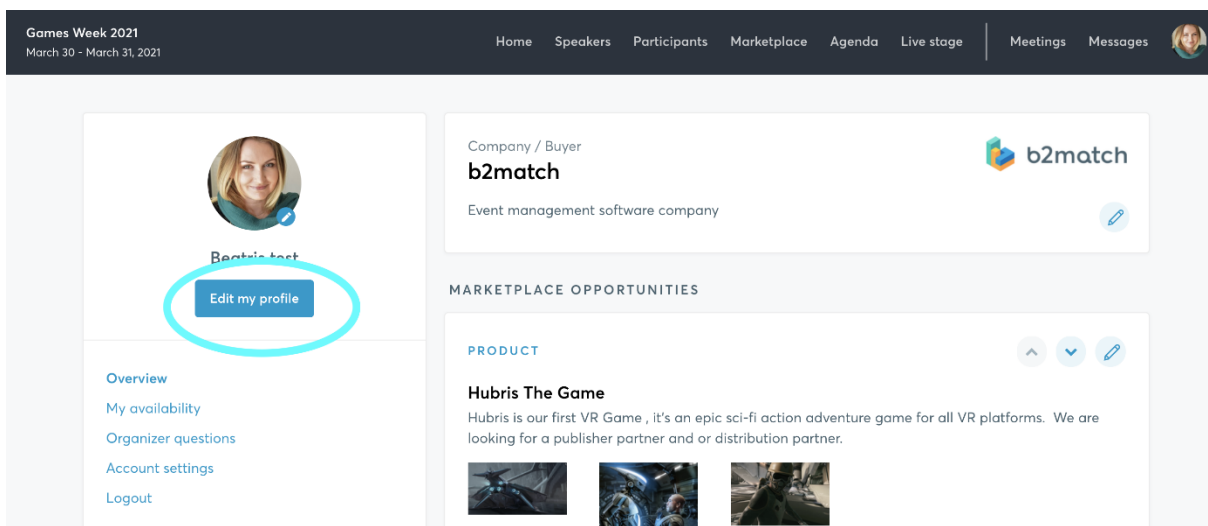 Games Week 2021
March 30 - March 31, 2021
Home Speakers Participants Marketplace Agenda Live stage Meetings Messages
Beatris test
Edit my profile
Overview
My availability
Organizer questions
Account settings
Logout
Company / Buyer
b2match
b2match
Event management software company
MARKETPLACE OPPORTUNITIES
PRODUCT
Hubris The Game
Hubris is our first VR Game , it's an epic sci-fi action adventure game for all VR platforms. We are
looking for a publisher partner and or distribution partner.